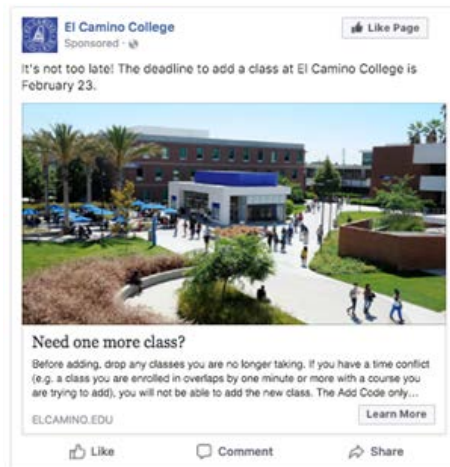 El Camino College
Like Page
Sponsored ·
It's not too late! The deadline to add a class at El Camino College is
February 23.
Need one more class?
Before adding, drop any classes you are no longer taking. If you have a time conflict
(e.g. a class you are enrolled in overlaps by one minute or more with a course you
are trying to add), you will not be able to add the new class. The Add Code only...
ELCAMINO.EDU
Learn More
Like
Comment
Share